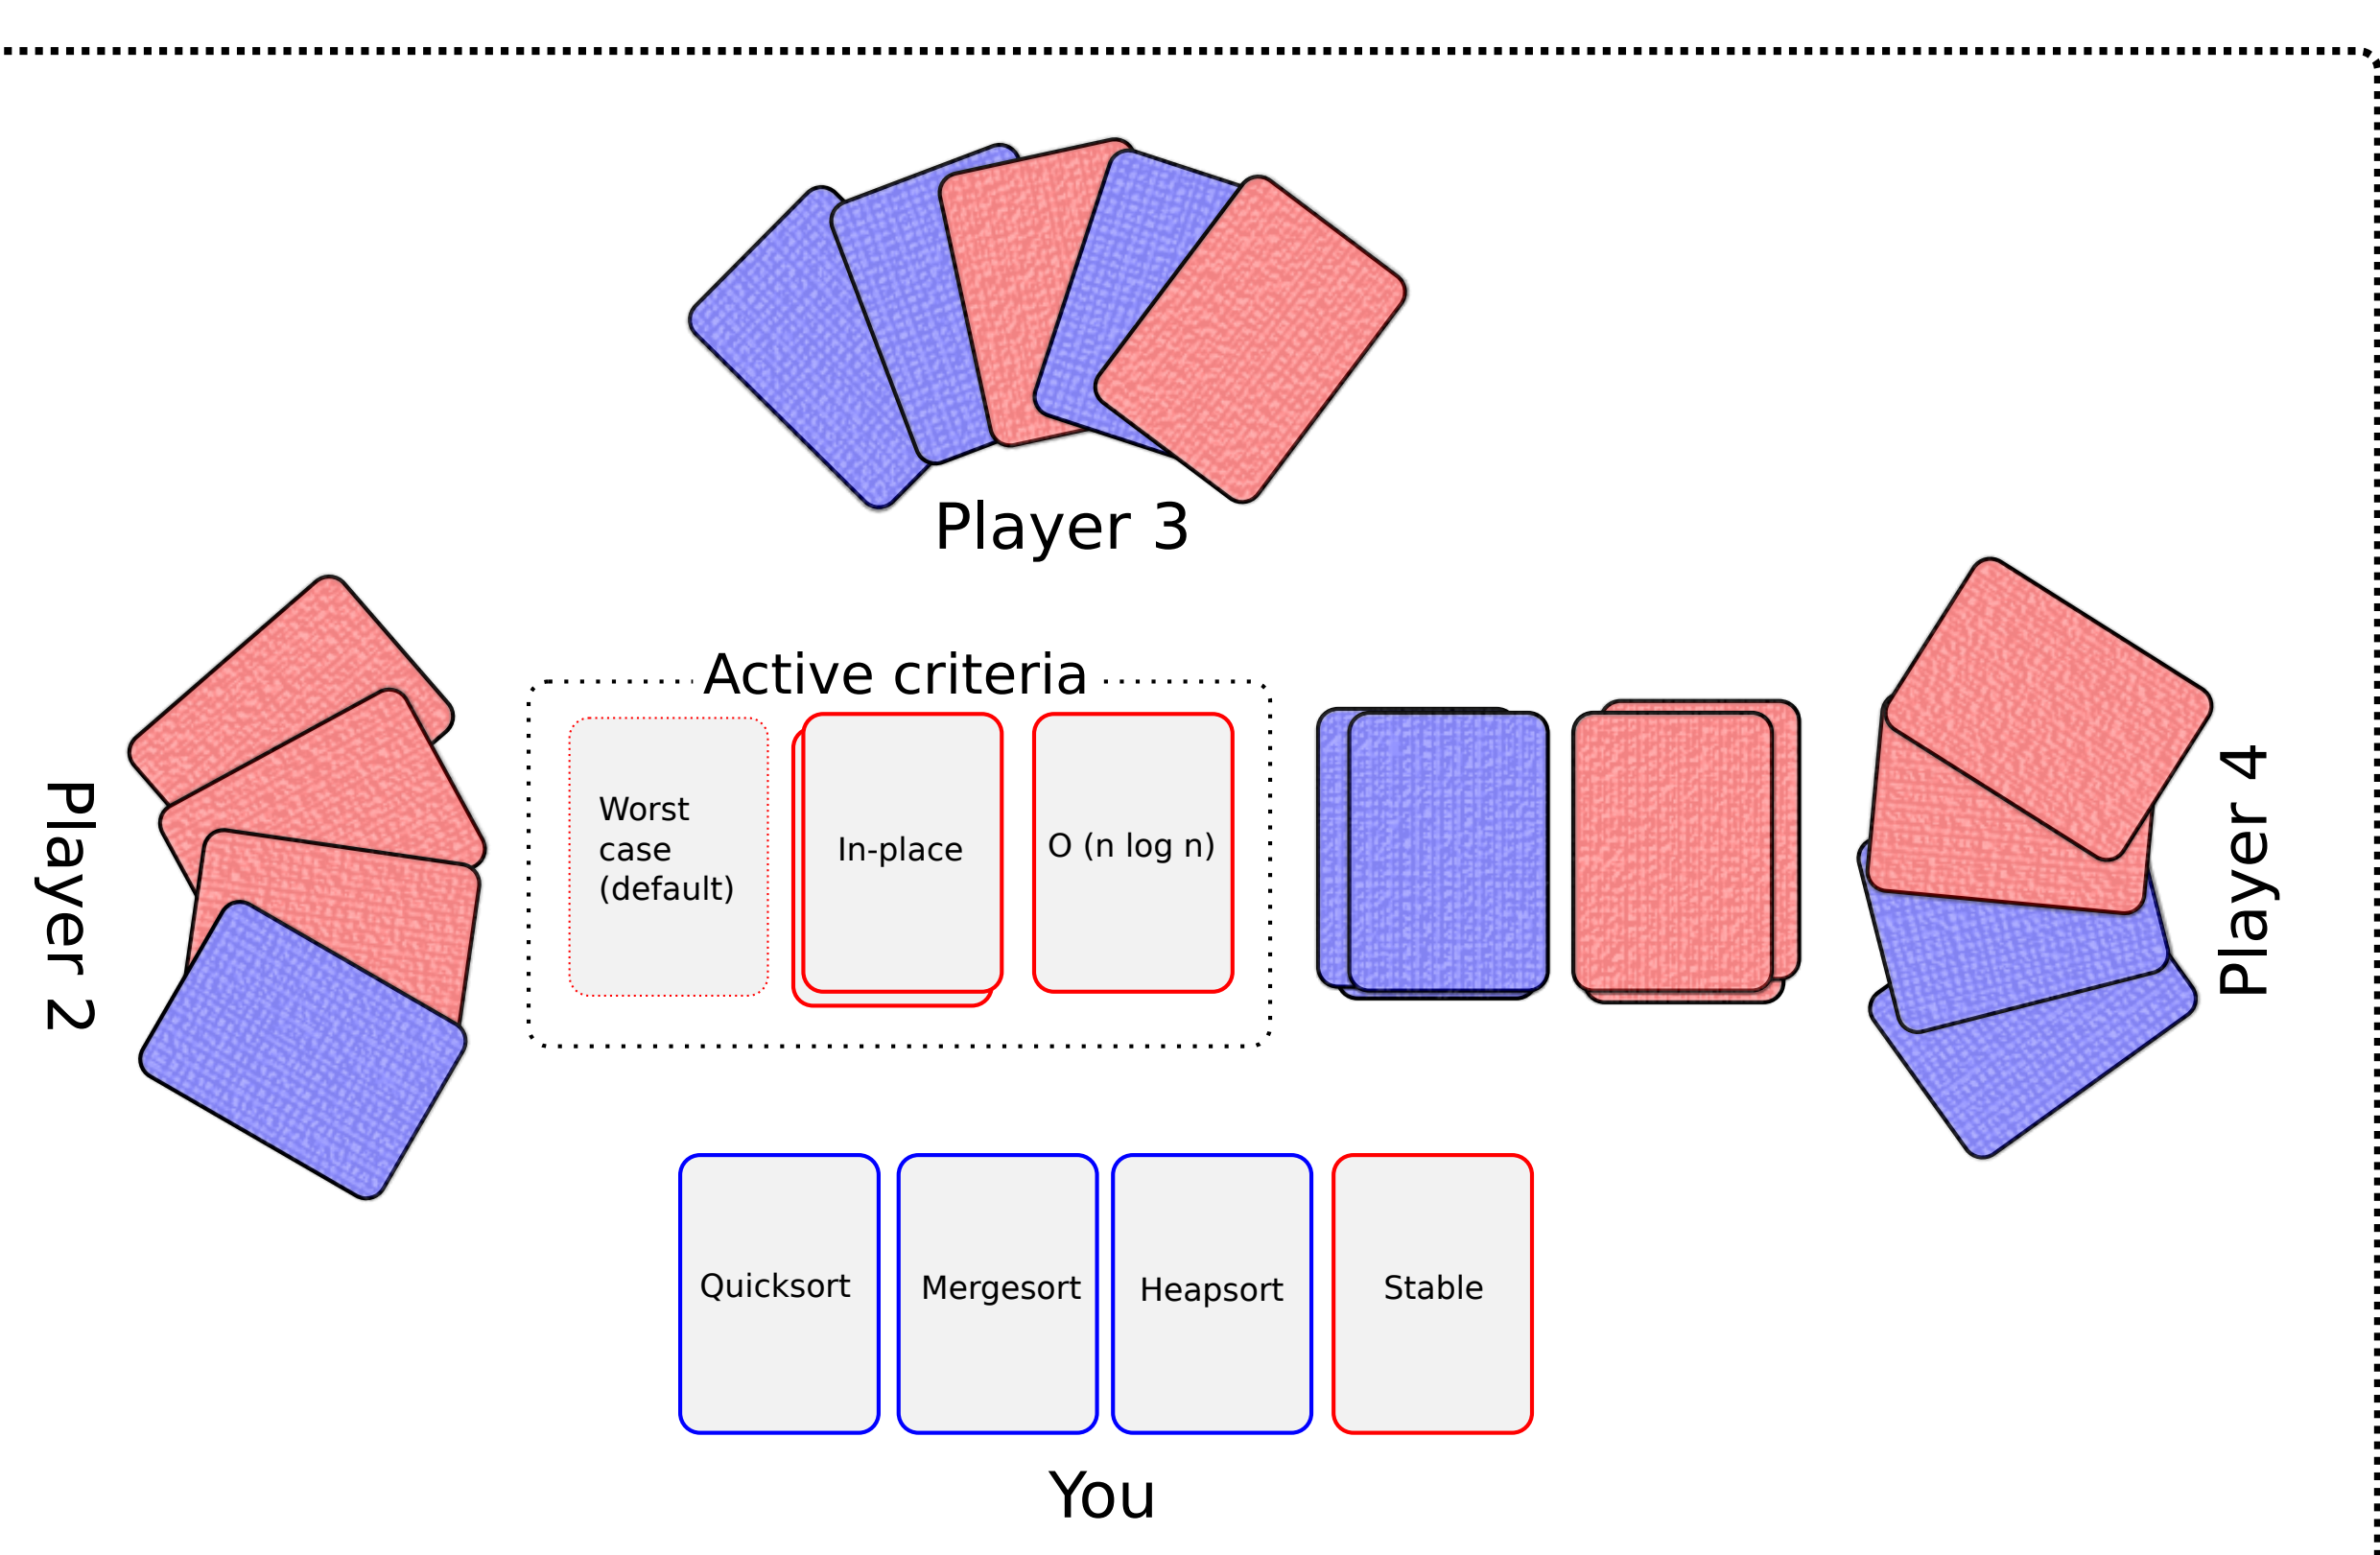 Player 3
Player 2
Active criteria
Worst
case
(default)
In-place
O (n log n)
Player 4
Quicksort
Mergesort
Heapsort
Stable
You